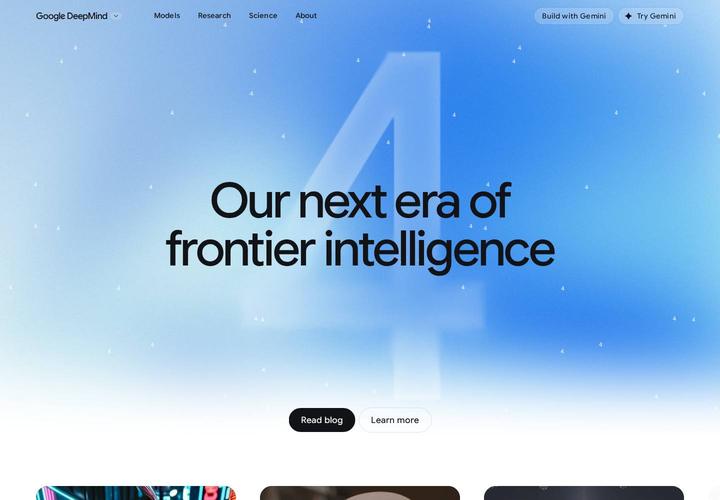 Google DeepMind
Models
Research
Science
About
Build with Gemini
Try Gemini
4
Our next era of
frontier intelligence
Read blog
Learn more